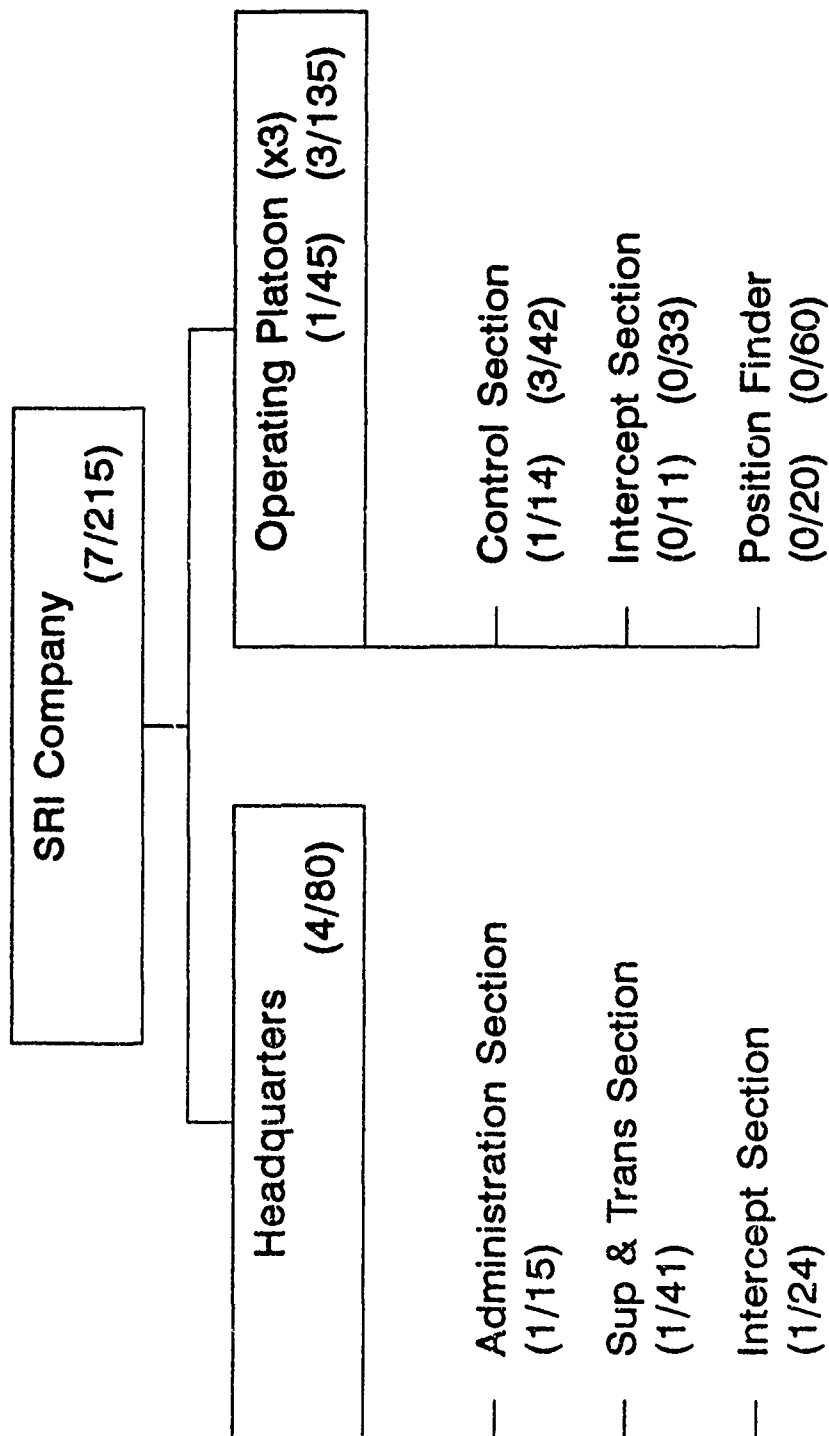 SRI Company
(7/215)
Headquarters
(4/80)
Administration Section
(1/15)
Sup & Trans Section
(1/41)
Intercept Section
(1/24)
Operating Platoon (x3)
(1/45) (3/135)
Control Section
(1/14) (3/42)
Intercept Section
(0/11) (0/33)
Position Finder
(0/20) (0/60)